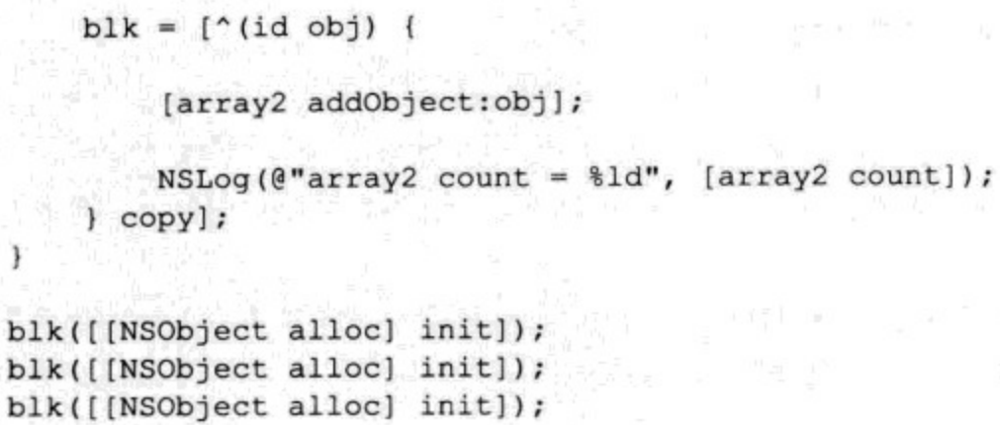 blk = [^(id obj) {
[array2 addObject:obj];
NSLog(@"array2 count = %ld", [array2 count]);
} copy];
}
blk([[NSObject alloc] init]);
blk([[NSObject alloc] init]);
blk([[NSObject alloc] init]);